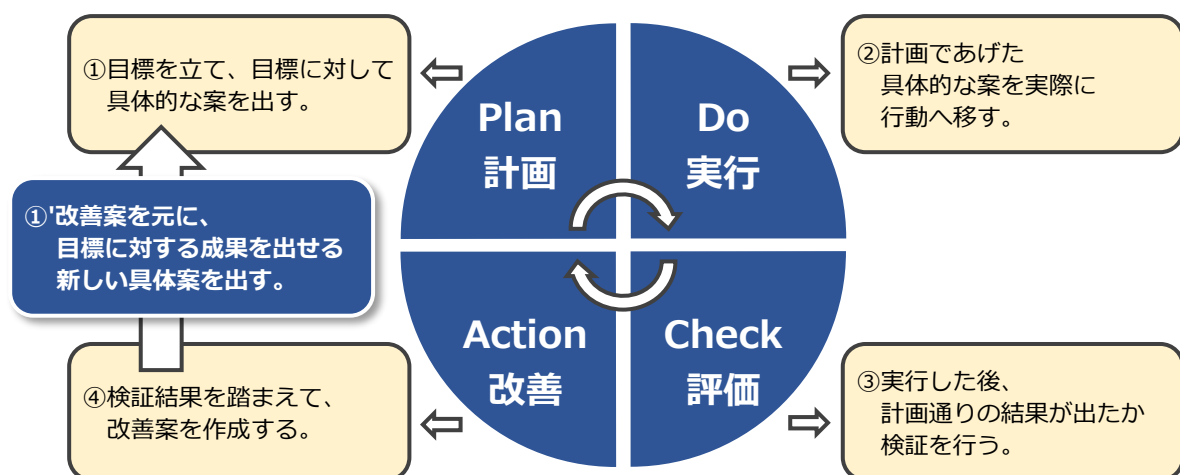 ①目標を立て、目標に対して
具体的な案を出す。
Plan
計画
Do
実行
②計画であげた
具体的な案を実際に
行動へ移す。
①'改善案を元に、
目標に対する成果を出せる
新しい具体案を出す。
Action
改善
Check
評価
④検証結果を踏まえて、
改善案を作成する。
③実行した後、
計画通りの結果が出たか
検証を行う。